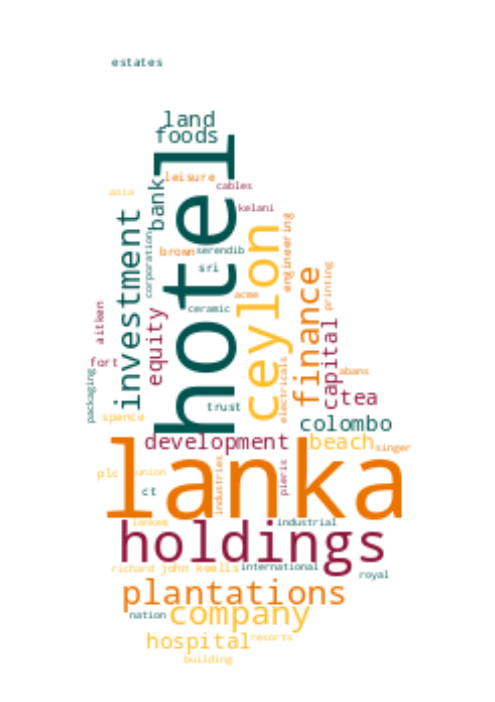 estates
land
foods
hotel
leisure
cables
asia
bank
kelani
investment
corporation
brown
serendib
ceylon
engineering
sri
finance
printing
acme
aitken
equity
ceramic
capital
fort
packaging
electricals
abans
tea
trust
spence
colombo
development
beach
singer
lanka
plc
union
industries
pieris
ct
lankem
industrial
holdings
richard
john
keells
international
royal
plantations
nation
company
hospital
resorts
building